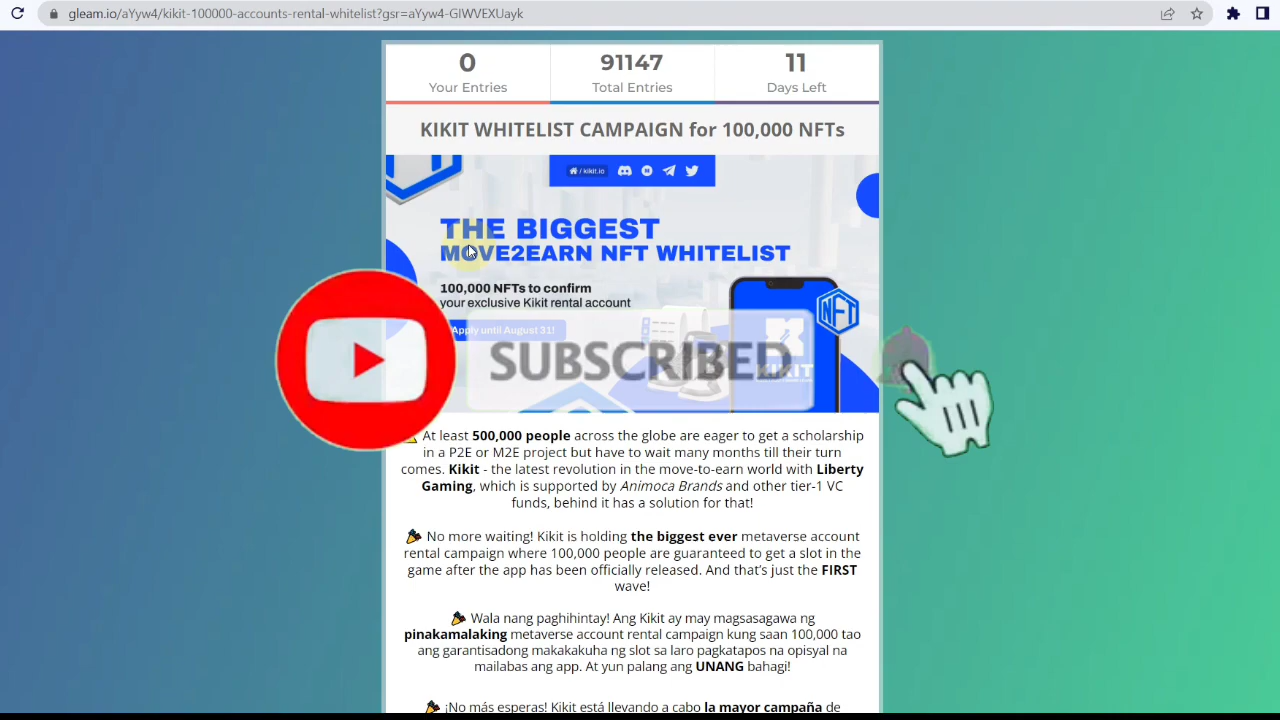 gleam.io/aYyw4/kikit-100000-accounts-rental-whitelist?gsr=aYyw4-GIWVEXUayk
0 91147 11
Your Entries Total Entries Days Left
KIKIT WHITELIST CAMPAIGN for 100,000 NFTs
/ kikit.io
THE BIGGEST
MOVE2EARN NFT WHITELIST
100,000 NFTs to confirm
your exclusive Kikit rental account
Apply until August 31!
NFT
KIKIT
SUBSCRIBED
At least 500,000 people across the globe are eager to get a scholarship
in a P2E or M2E project but have to wait many months till their turn
comes. Kikit - the latest revolution in the move-to-earn world with Liberty
Gaming, which is supported by Animoca Brands and other tier-1 VC
funds, behind it has a solution for that!
No more waiting! Kikit is holding the biggest ever metaverse account
rental campaign where 100,000 people are guaranteed to get a slot in the
game after the app has been officially released. And that's just the FIRST
wave!
Wala nang paghihintay! Ang Kikit ay may magsasagawa ng
pinakamalaking metaverse account rental campaign kung saan 100,000 tao
ang garantisadong makakakuha ng slot sa laro pagkatapos na opisyal na
mailabas ang app. At yun palang ang UNANG bahagi!
¡No más esperas! Kikit está llevando a cabo la mayor campaña de